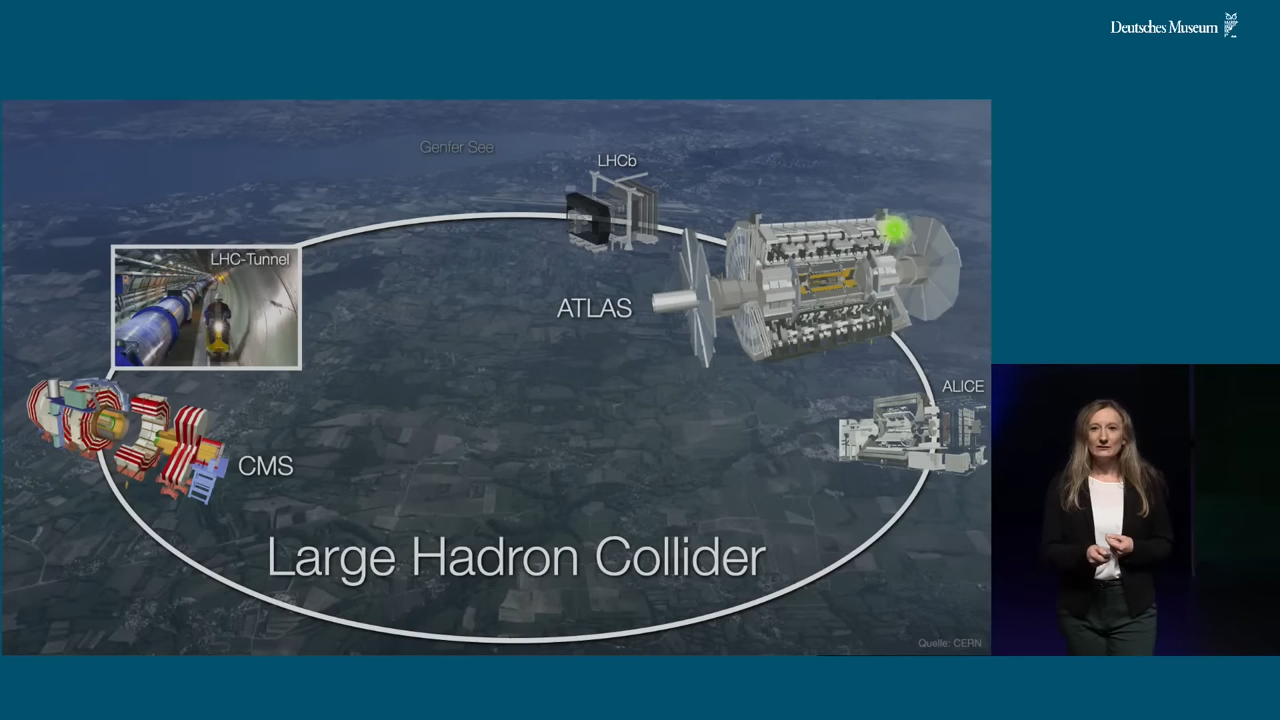 Deutsches Museum
Genfer See
LHCb
LHC-Tunnel
ATLAS
ALICE
CMS
Large Hadron Collider
Quelle: CERN